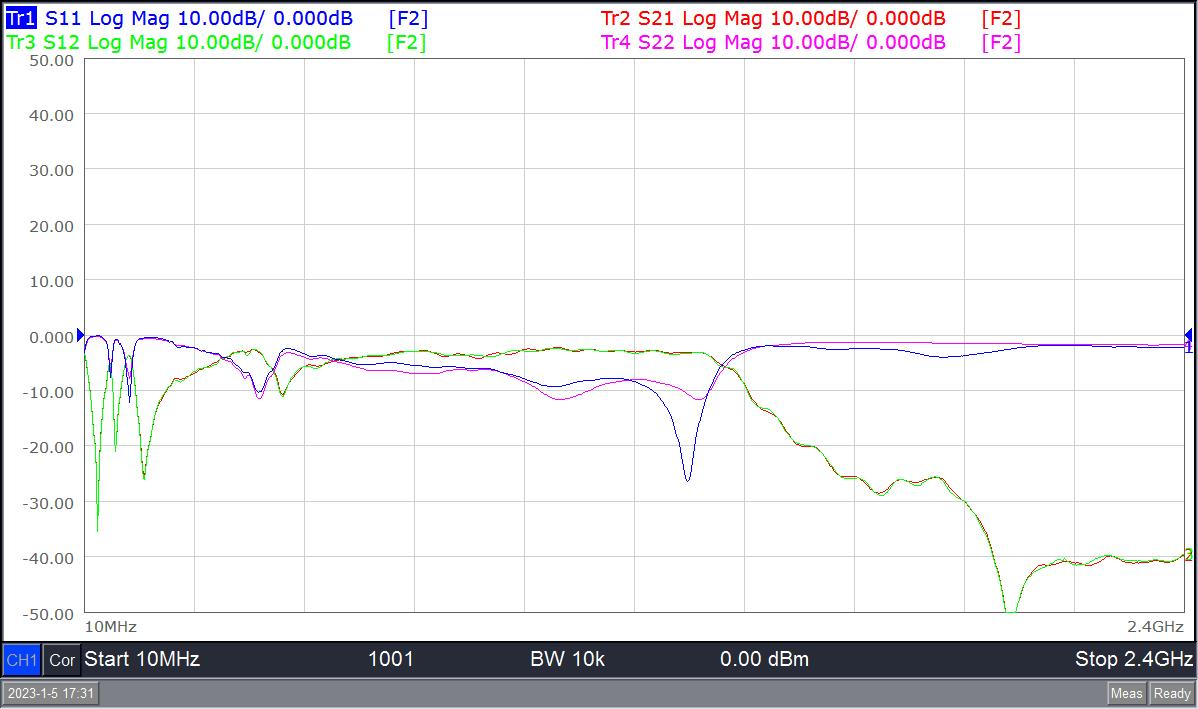 Tr1 S11 Log Mag 10.00dB/ 0.000dB [F2] Tr2 S21 Log Mag 10.00dB/ 0.000dB [F2]
Tr3 S12 Log Mag 10.00dB/ 0.000dB [F2] Tr4 S22 Log Mag 10.00dB/ 0.000dB [F2]
50.00
40.00
30.00
20.00
10.00
0.000
-10.00
-20.00
-30.00
-40.00
-50.00
1
2
10MHz 2.4GHz
CH1 Cor Start 10MHz 1001 BW 10k 0.00 dBm Stop 2.4GHz
2023-1-5 17:31 Meas Ready